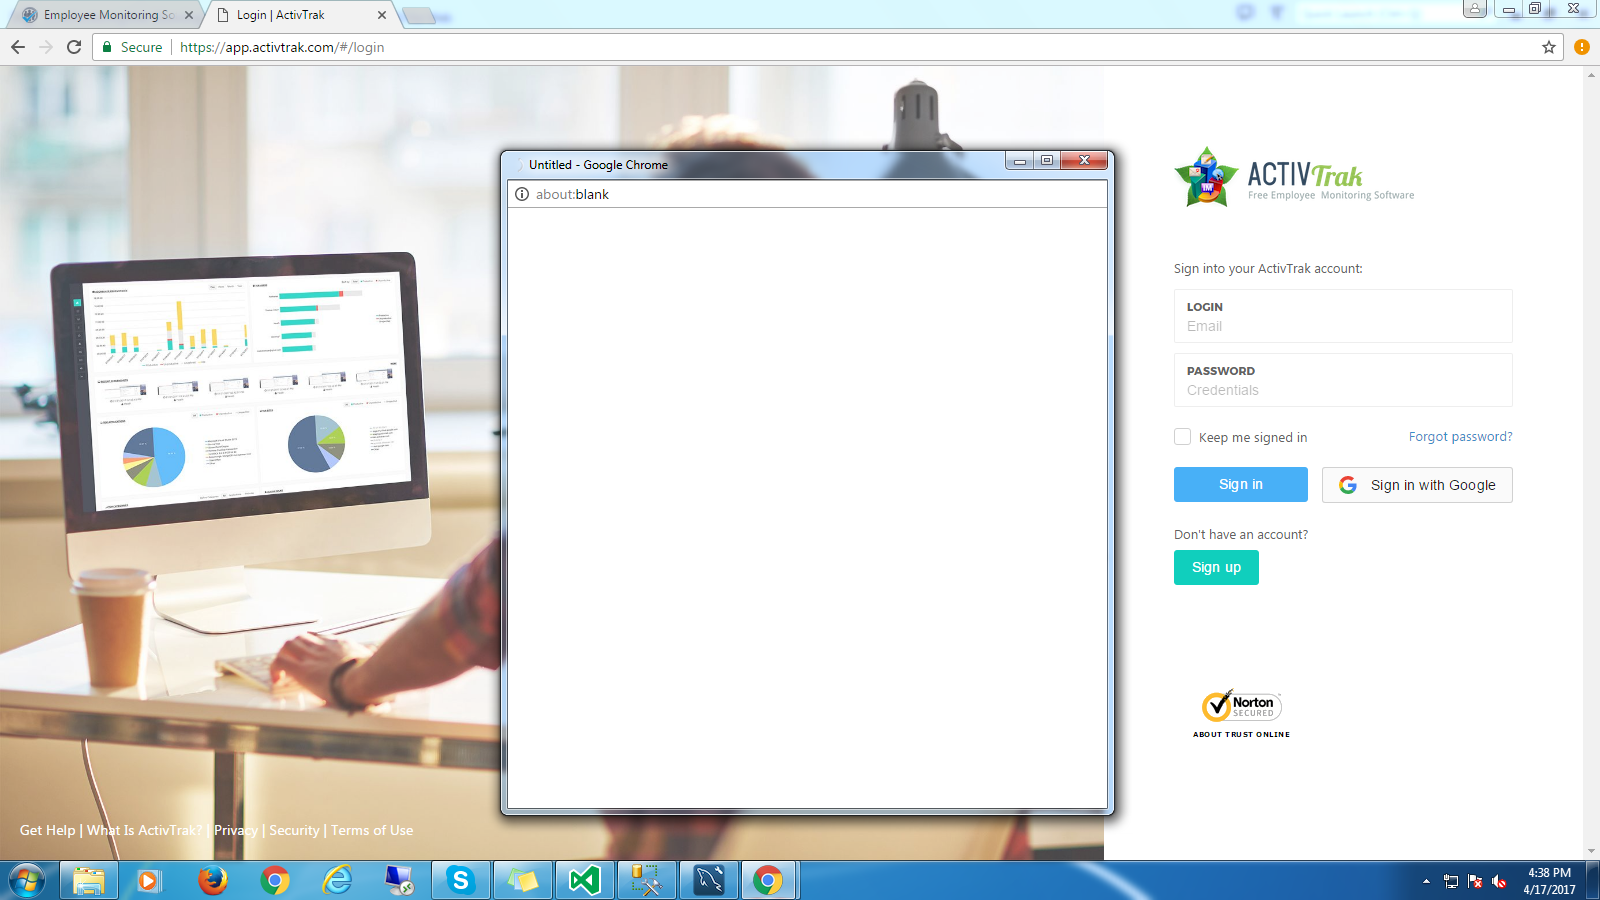 Employee Monitoring So
Login | ActivTrak
Secure
https://app.activtrak.com/#/login
Untitled - Google Chrome
about:blank
ACTIVTrak
Free Employee Monitoring Software
Sign into your ActivTrak account:
LOGIN
Email
PASSWORD
Credentials
Keep me signed in
Forgot password?
Sign in
Sign in with Google
Don't have an account?
Sign up
Norton
SECURED
ABOUT TRUST ONLINE
Get Help | What Is ActivTrak? | Privacy | Security | Terms of Use
4:38 PM
4/17/2017